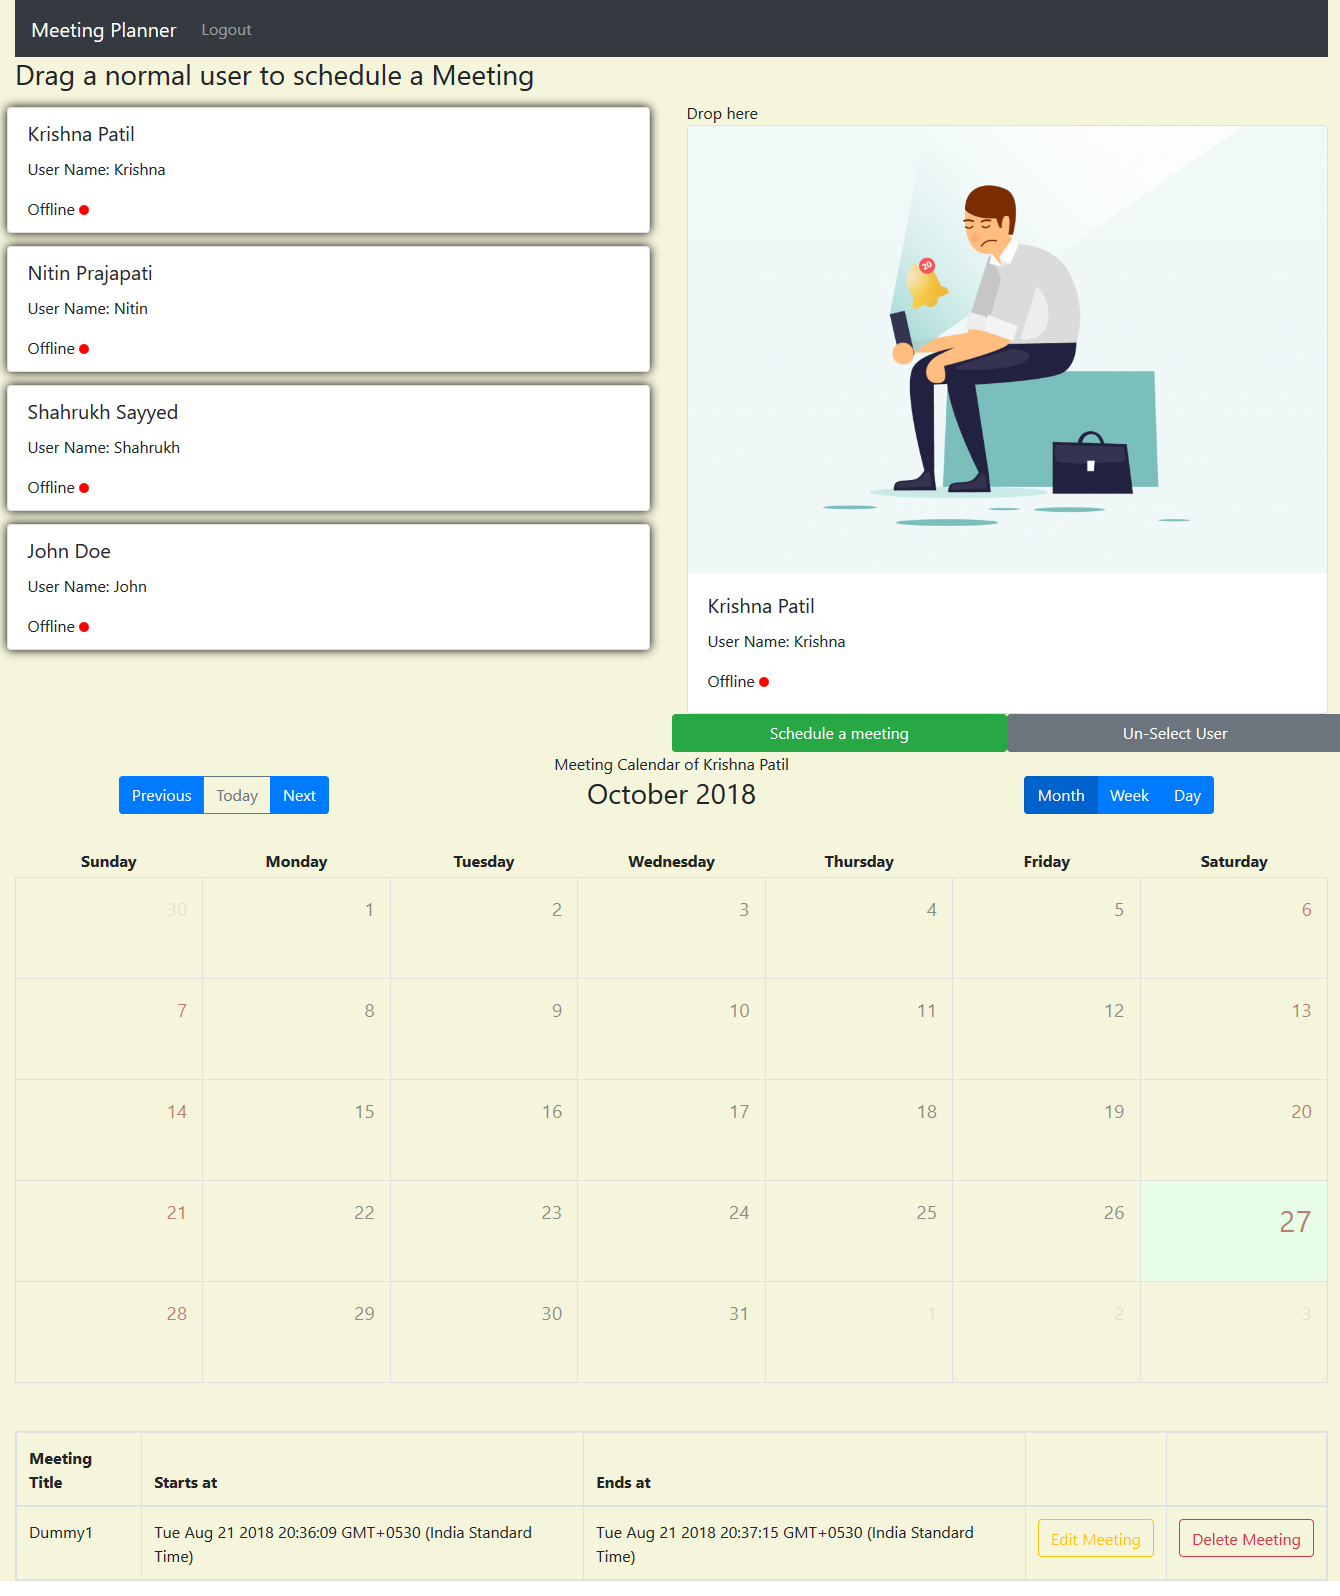 Meeting Planner Logout
Drag a normal user to schedule a Meeting
Krishna Patil
User Name: Krishna
Offline
Nitin Prajapati
User Name: Nitin
Offline
Shahrukh Sayyed
User Name: Shahrukh
Offline
John Doe
User Name: John
Offline
Drop here
20
Krishna Patil
User Name: Krishna
Offline
Schedule a meeting Un-Select User
Meeting Calendar of Krishna Patil
Previous Today Next October 2018 Month Week Day
Sunday Monday Tuesday Wednesday Thursday Friday Saturday
30 1 2 3 4 5 6
7 8 9 10 11 12 13
14 15 16 17 18 19 20
21 22 23 24 25 26 27
28 29 30 31 1 2 3
Meeting
Title Starts at Ends at
Dummy1 Tue Aug 21 2018 20:36:09 GMT+0530 (India Standard
Time) Tue Aug 21 2018 20:37:15 GMT+0530 (India Standard
Time) Edit Meeting Delete Meeting